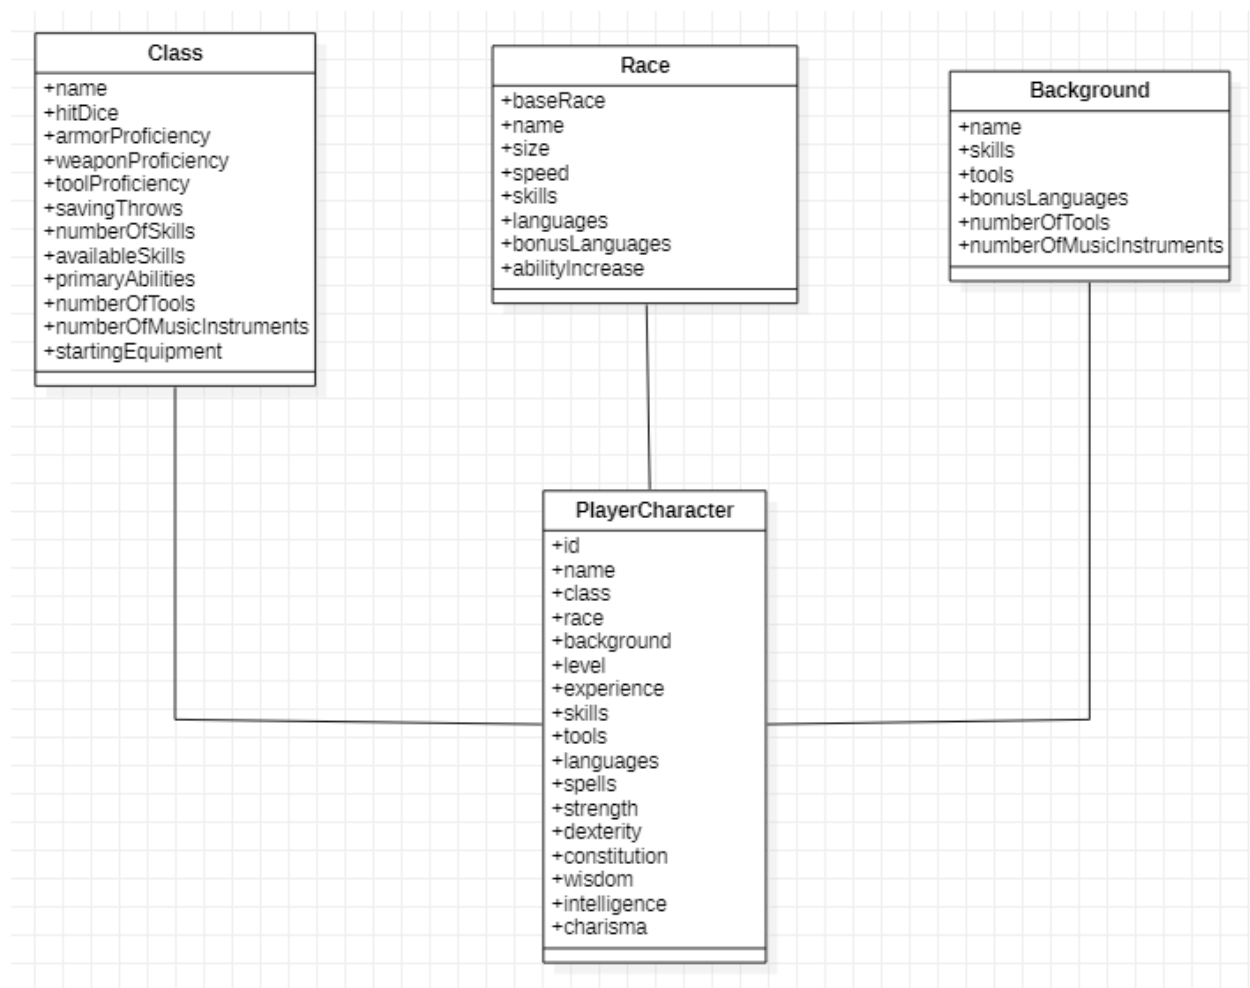 Class
+name
+hitDice
+armorProficiency
+weaponProficiency
+toolProficiency
+savingThrows
+numberOfSkills
+availableSkills
+primaryAbilities
+numberOfTools
+numberOfMusicInstruments
+startingEquipment
Race
+baseRace
+name
+size
+speed
+skills
+languages
+bonusLanguages
+abilityIncrease
Background
+name
+skills
+tools
+bonusLanguages
+numberOfTools
+numberOfMusicInstruments
PlayerCharacter
+id
+name
+class
+race
+background
+level
+experience
+skills
+tools
+languages
+spells
+strength
+dexterity
+constitution
+wisdom
+intelligence
+charisma